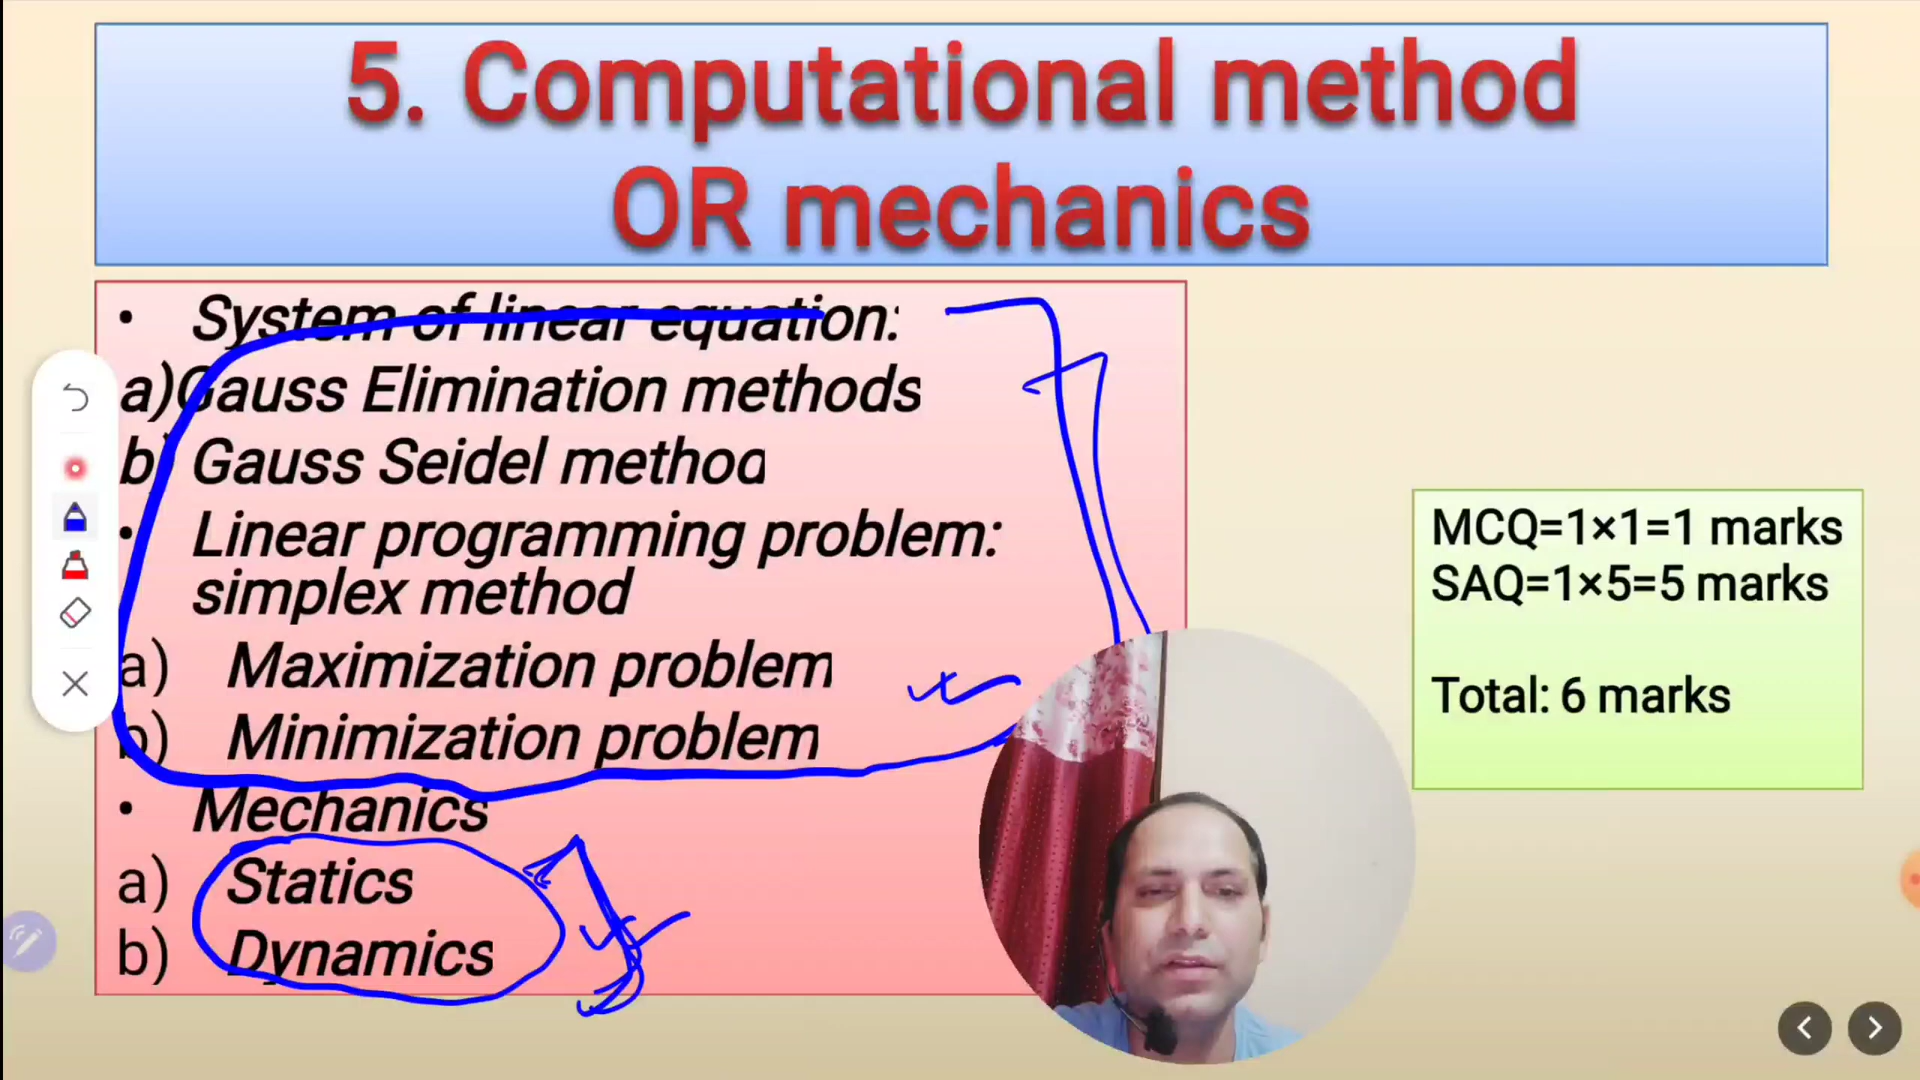 5. Computational method
OR mechanics
• System of linear equation:
a)Gauss Elimination methods
b) Gauss Seidel method
• Linear programming problem:
simplex method
a) Maximization problem
b) Minimization problem
• Mechanics
a) Statics
b) Dynamics
MCQ=1×1=1 marks
SAQ=1×5=5 marks
Total: 6 marks